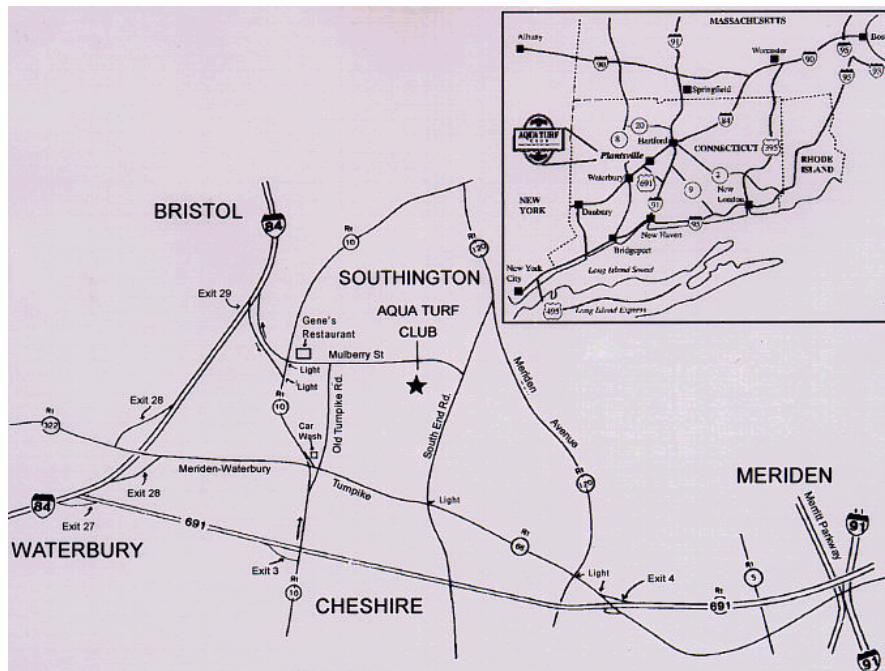 MASSACHUSETTS
Albany
90
91
Worcester
90
95
Bos
95
93
Springfield
AQUA TURF
CLUB
8
20
Hartford
84
CONNECTICUT
395
RHODE
ISLAND
Plantsville
Waterbury
691
9
2
New
London
NEW
YORK
Danbury
91
95
New Haven
Bridgeport
New York
City
Long Island Sound
495
Long Island Express
BRISTOL
84
Rt
10
Rt
120
SOUTHINGTON
Exit 29
Gene's
Restaurant
AQUA TURF
CLUB
Mulberry St
Light
Light
Rt
10
Old Turnpike Rd.
South End Rd.
Meriden
Avenue
Exit 28
Rt
322
Car
Wash
Meriden-Waterbury
Turnpike
Light
Rt
120
MERIDEN
Merritt Parkway
91
84
Exit 28
Exit 27
691
WATERBURY
Exit 3
Rt
10
CHESHIRE
Rt
66
Light
Exit 4
Rt
5
691
91